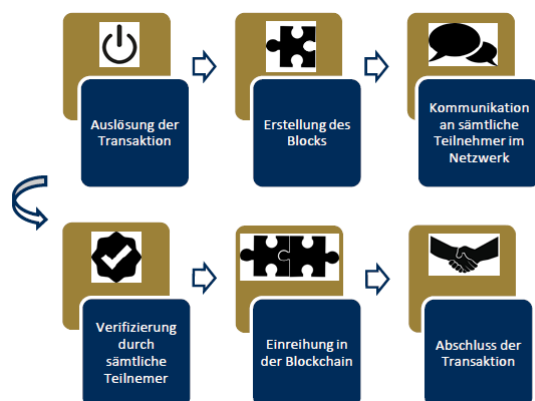 Auslösung der
Transaktion
Erstellung des
Blocks
Kommunikation
an sämtliche
Teilnehmer im
Netzwerk
Verifizierung
durch
sämtliche
Teilnemer
Einreihung in
der Blockchain
Abschluss der
Transaktion